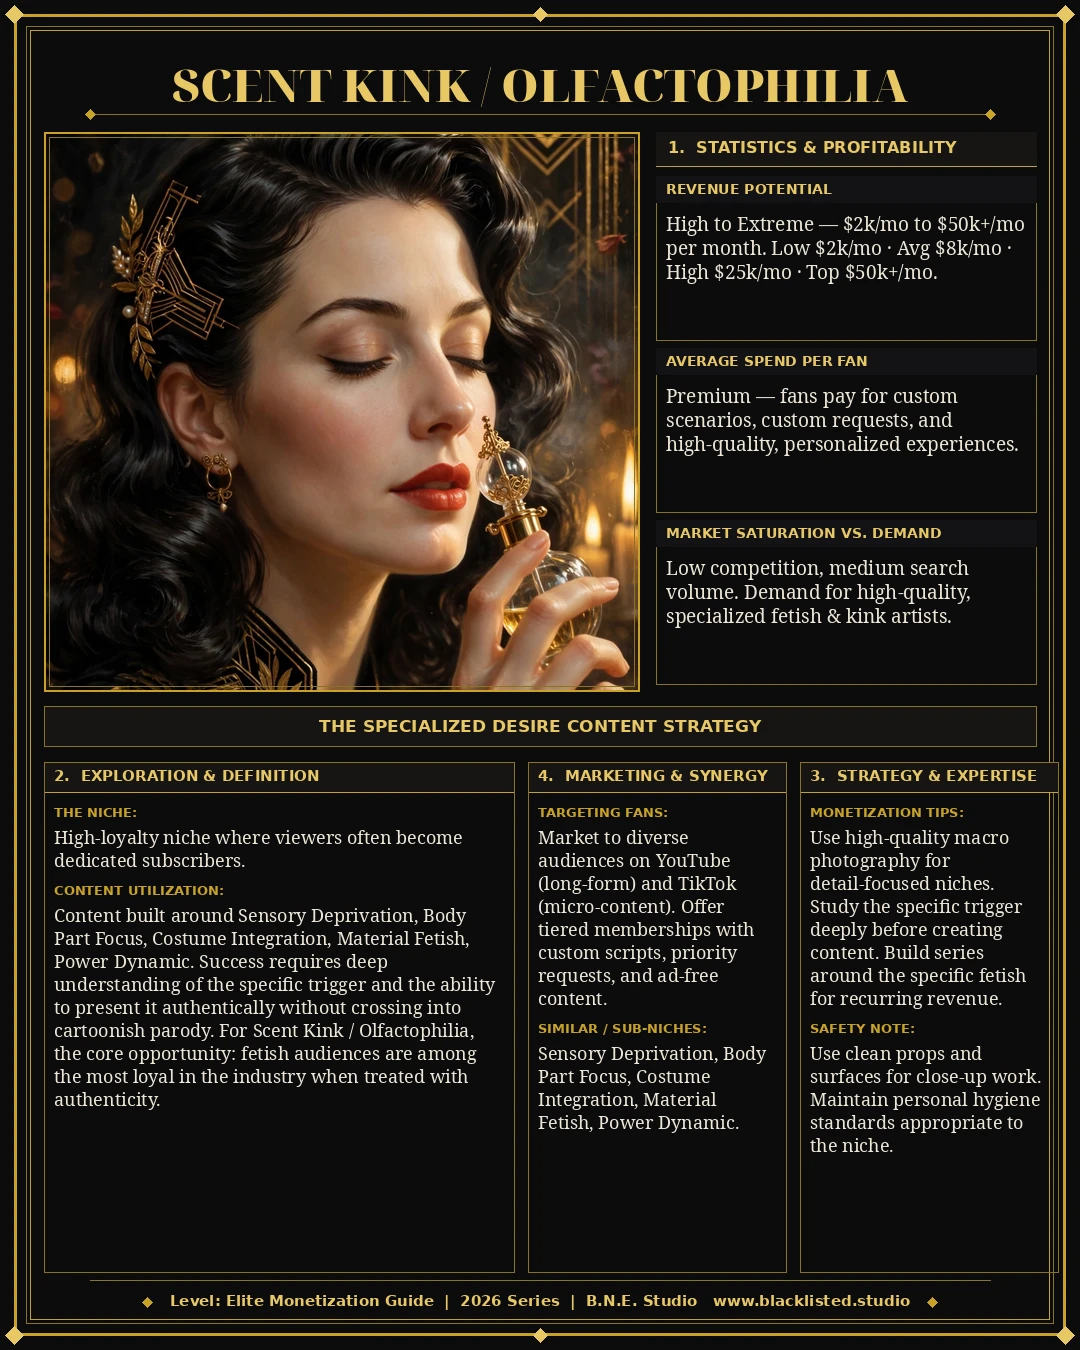 SCENT KINK / OLFACTOPHILIA
1. STATISTICS & PROFITABILITY
REVENUE POTENTIAL
High to Extreme — $2k/mo to $50k+/mo
per month. Low $2k/mo · Avg $8k/mo ·
High $25k/mo · Top $50k+/mo.
AVERAGE SPEND PER FAN
Premium — fans pay for custom
scenarios, custom requests, and
high-quality, personalized experiences.
MARKET SATURATION VS. DEMAND
Low competition, medium search
volume. Demand for high-quality,
specialized fetish & kink artists.
THE SPECIALIZED DESIRE CONTENT STRATEGY
2. EXPLORATION & DEFINITION
THE NICHE:
High-loyalty niche where viewers often become
dedicated subscribers.
CONTENT UTILIZATION:
Content built around Sensory Deprivation, Body
Part Focus, Costume Integration, Material Fetish,
Power Dynamic. Success requires deep
understanding of the specific trigger and the ability
to present it authentically without crossing into
cartoonish parody. For Scent Kink / Olfactophilia,
the core opportunity: fetish audiences are among
the most loyal in the industry when treated with
authenticity.
4. MARKETING & SYNERGY
TARGETING FANS:
Market to diverse
audiences on YouTube
(long-form) and TikTok
(micro-content). Offer
tiered memberships with
custom scripts, priority
requests, and ad-free
content.
SIMILAR / SUB-NICHES:
Sensory Deprivation, Body
Part Focus, Costume
Integration, Material
Fetish, Power Dynamic.
3. STRATEGY & EXPERTISE
MONETIZATION TIPS:
Use high-quality macro
photography for
detail-focused niches.
Study the specific trigger
deeply before creating
content. Build series
around the specific fetish
for recurring revenue.
SAFETY NOTE:
Use clean props and
surfaces for close-up work.
Maintain personal hygiene
standards appropriate to
the niche.
Level: Elite Monetization Guide | 2026 Series | B.N.E. Studio www.blacklisted.studio